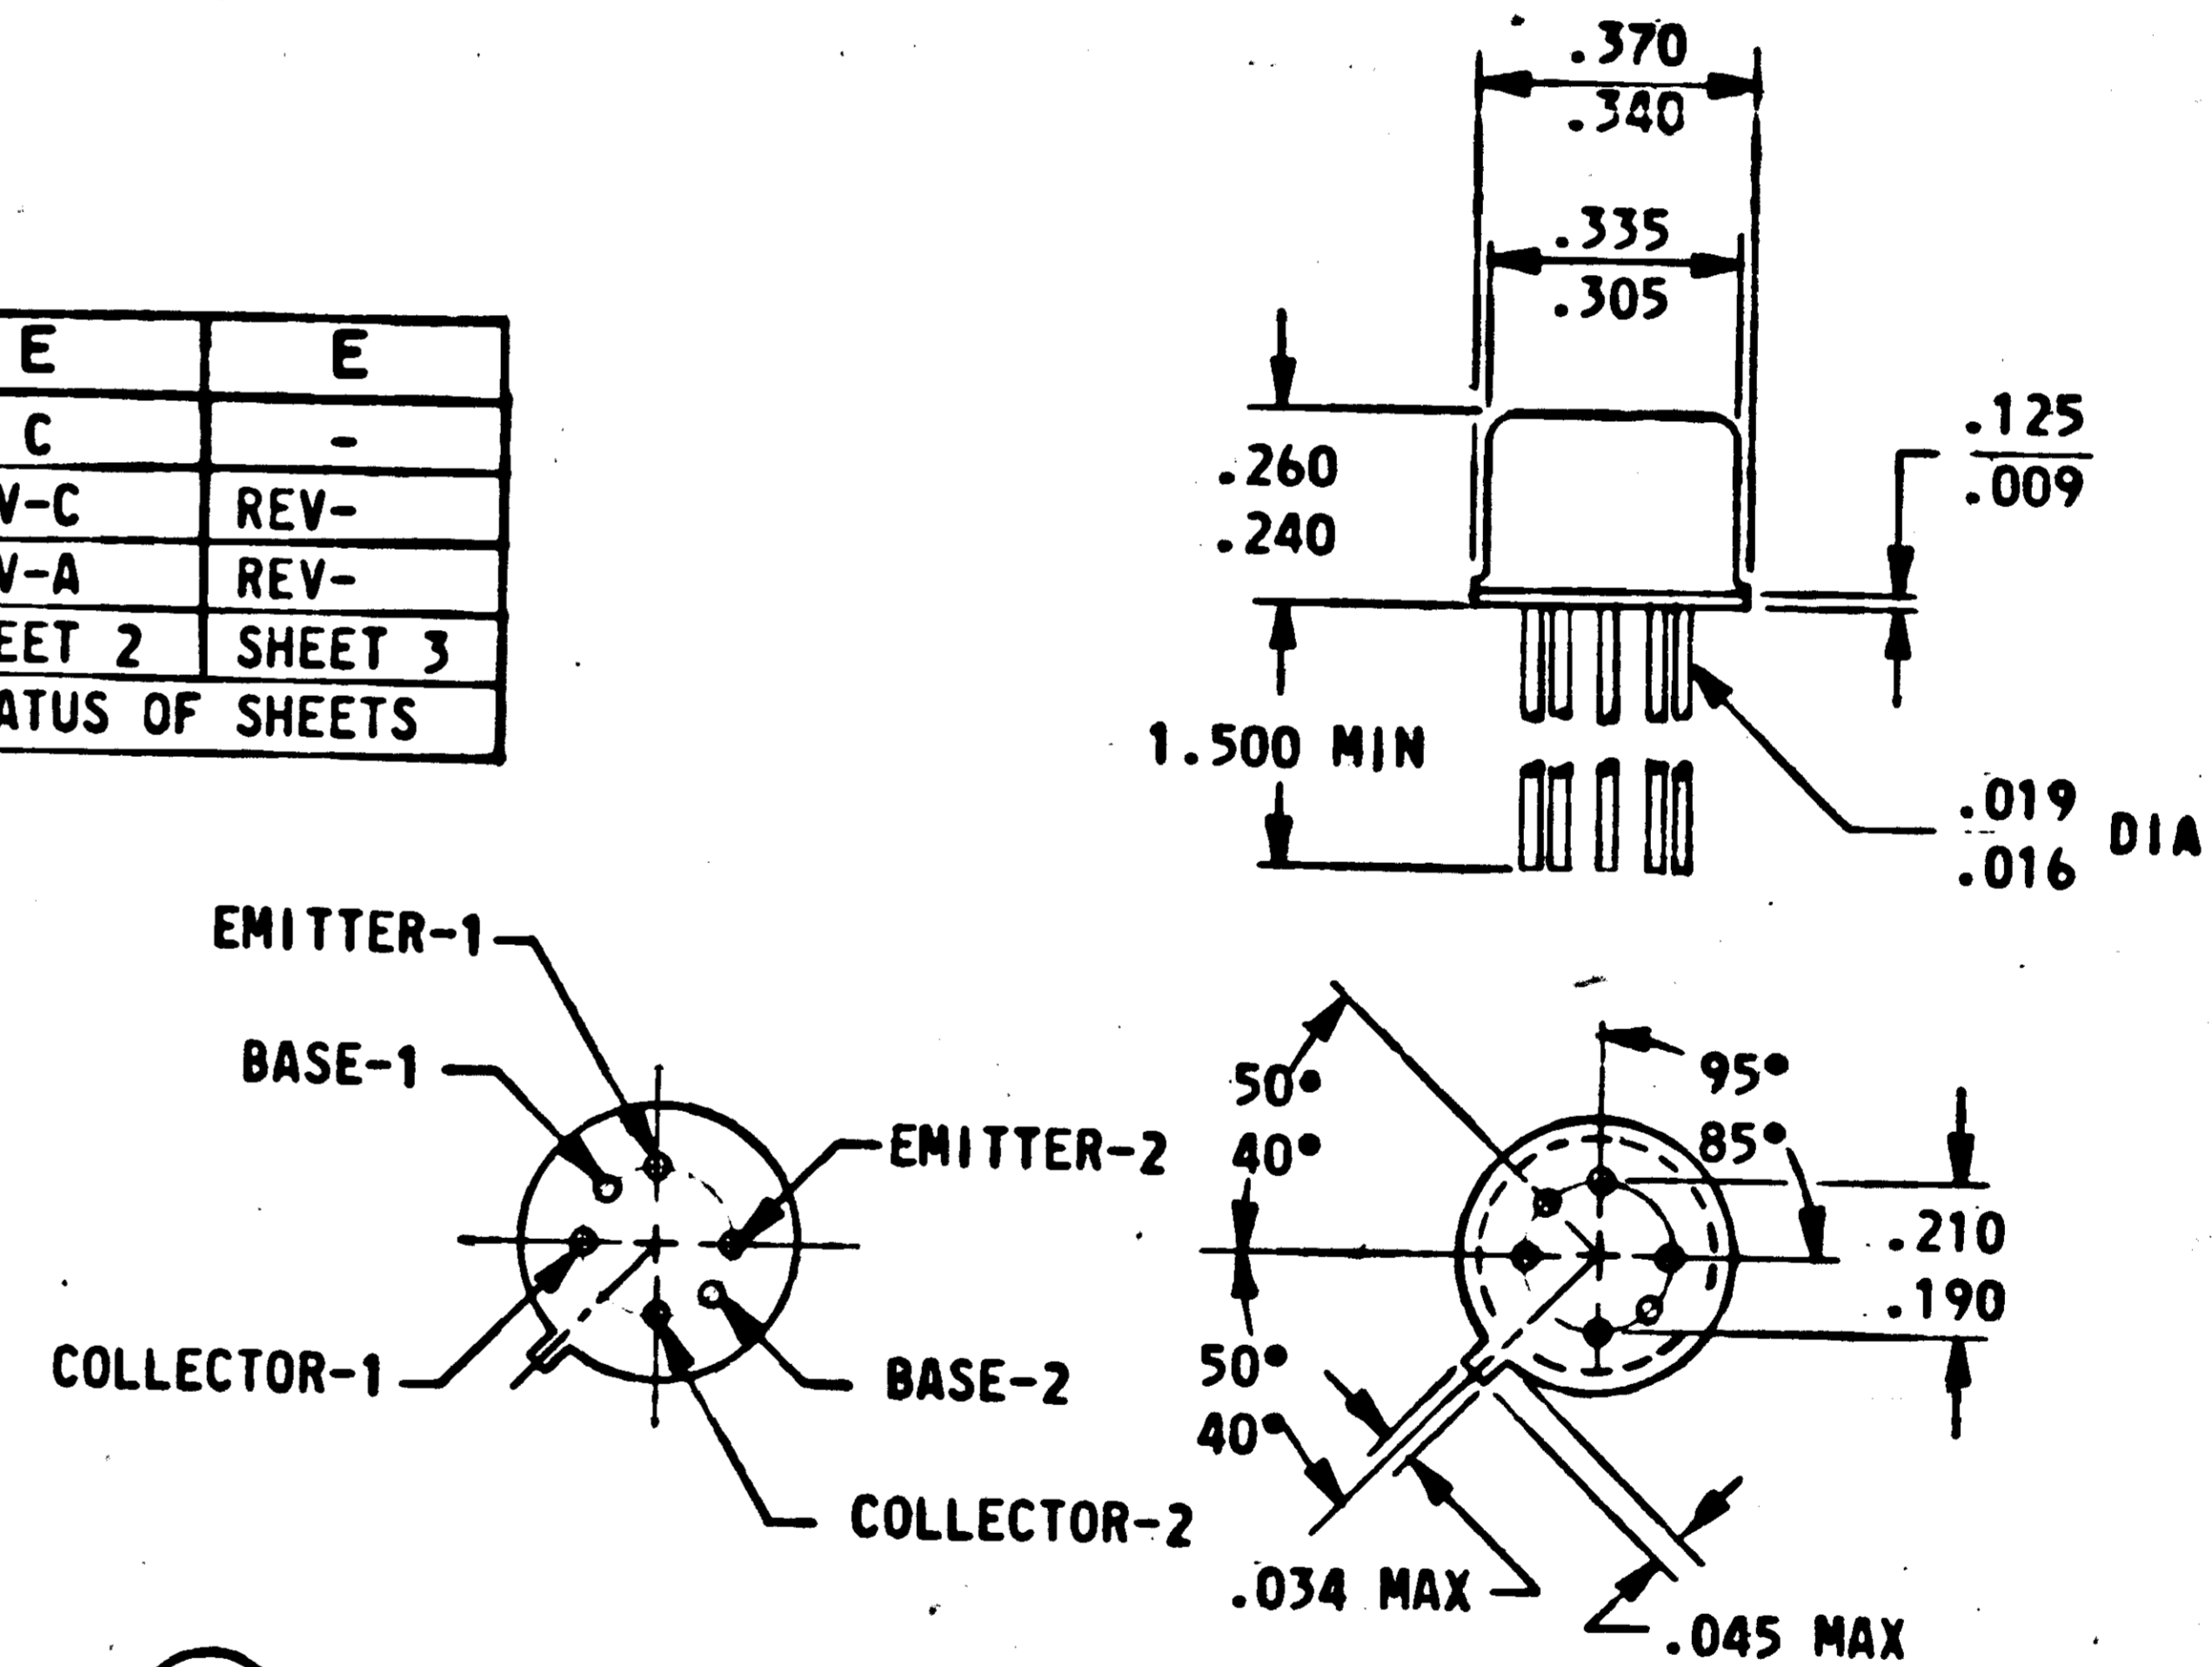 .370
.340
.335
.305
E E
C -
V-C REV-
V-A REV-
EET 2 SHEET 3
ATUS OF SHEETS
.260
.240
.125
.009
1.500 MIN
.019
.016 DIA
EMITTER-1
BASE-1
EMITTER-2
COLLECTOR-1
BASE-2
COLLECTOR-2
50°
40°
95°
85°
.210
.190
50°
40°
.034 MAX
.045 MAX